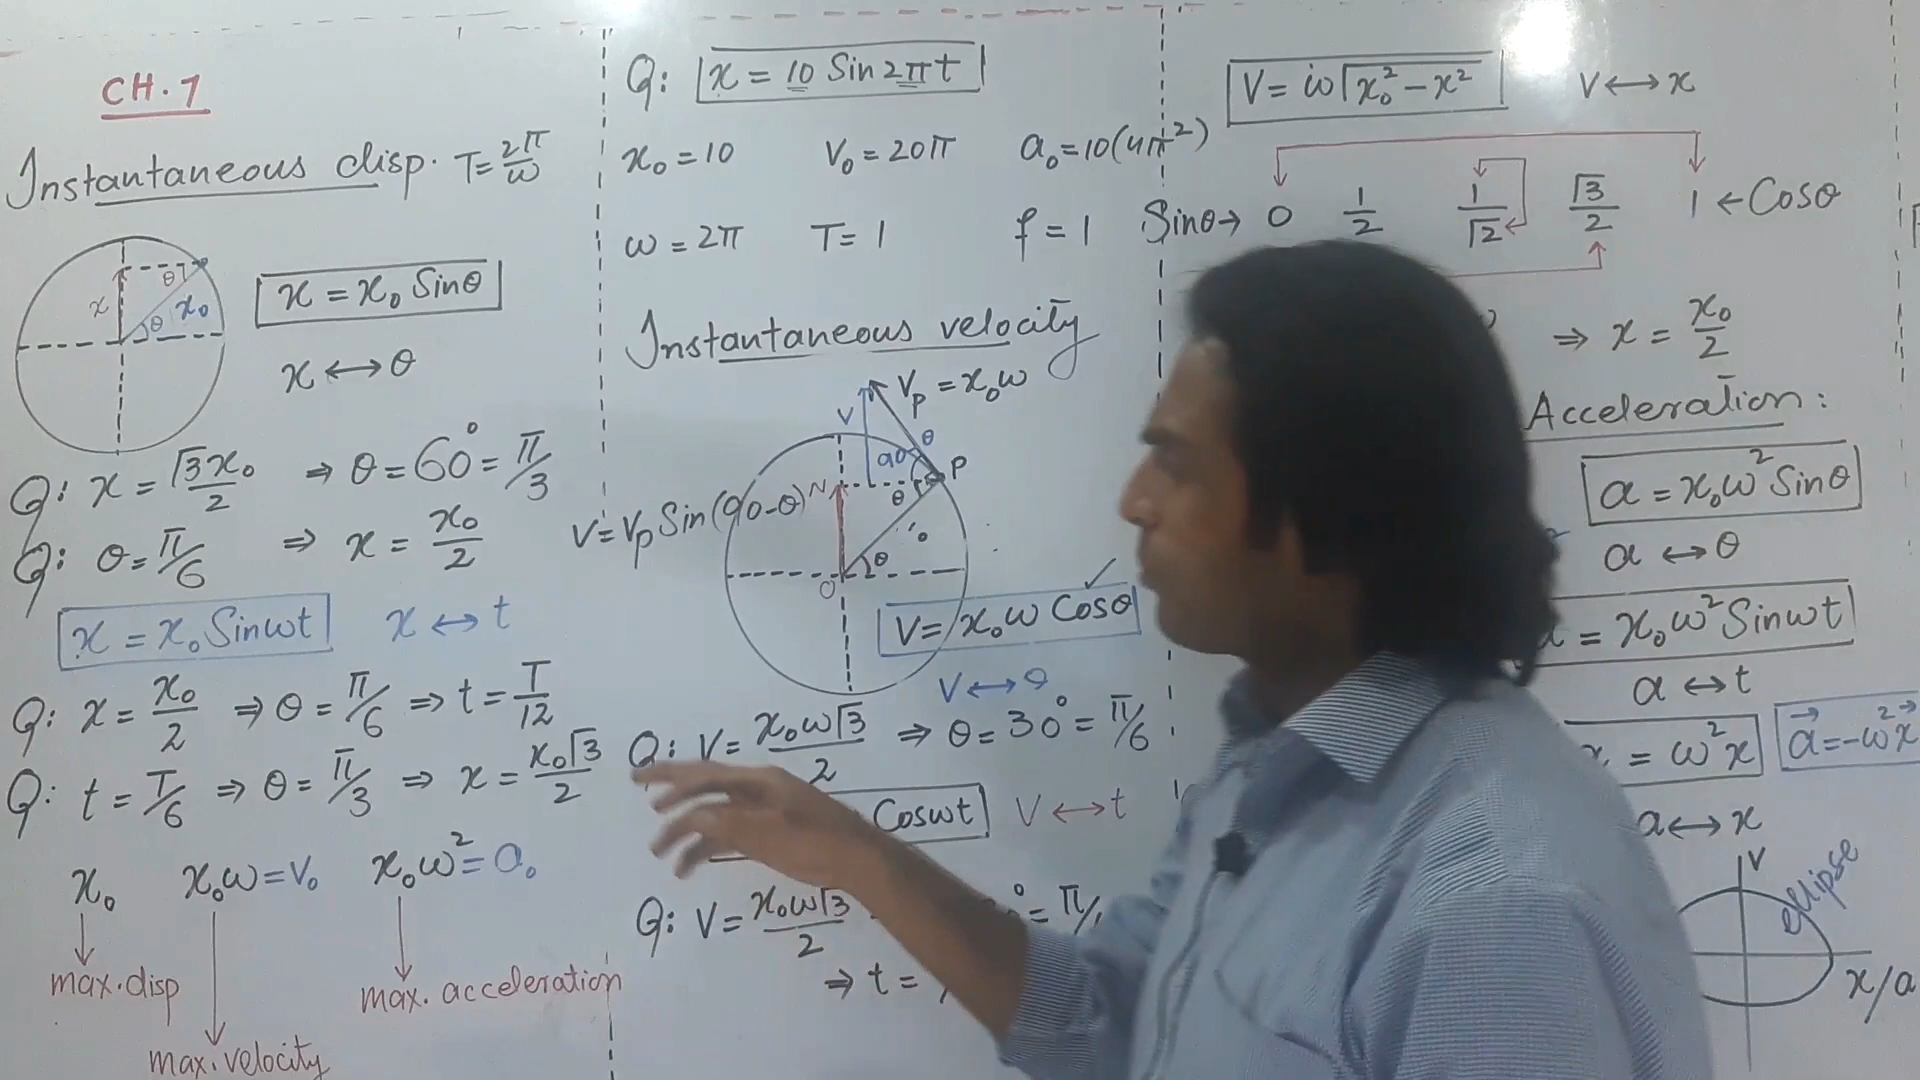 CH.7
Instantaneous disp. T=2π/ω
x
θ
θ
x₀
x = x₀ Sinθ
x ↔ θ
Q: x = √3x₀/2 ⇒ θ = 60° = π/3
Q: θ = π/6 ⇒ x = x₀/2
x = x₀ Sinωt x ↔ t
Q: x = x₀/2 ⇒ θ = π/6 ⇒ t = T/12
Q: t = T/6 ⇒ θ = π/3 ⇒ x = x₀√3/2
x₀ x₀ω = v₀ x₀ω² = a₀
max.disp
max. acceleration
max.velocity
Q: x = 10 Sin 2πt
x₀ = 10 V₀ = 20π a₀ = 10(4π²)
ω = 2π T = 1 f = 1
Instantaneous velocity
Vp = x₀ω
V
θ
90
P
N
θ
V = Vp Sin(90-θ)
θ
O
V = x₀ω Cosθ
V ↔ θ
Q: V = x₀ω√3/2 ⇒ θ = 30° = π/6
Cosωt V ↔ t
Q: V = x₀ω√3/2 ° = π/
⇒ t =
V = ω√x₀² - x² V ↔ x
Sinθ → 0 1/2 1/√2 √3/2 1 ← Cosθ
⇒ x = x₀/2
Acceleration:
a = x₀ω² Sinθ
a ↔ θ
= x₀ω² Sinωt
a ↔ t
= ω²x a⃗ = -ω²x⃗
a ↔ x
V
ellipse
x/a